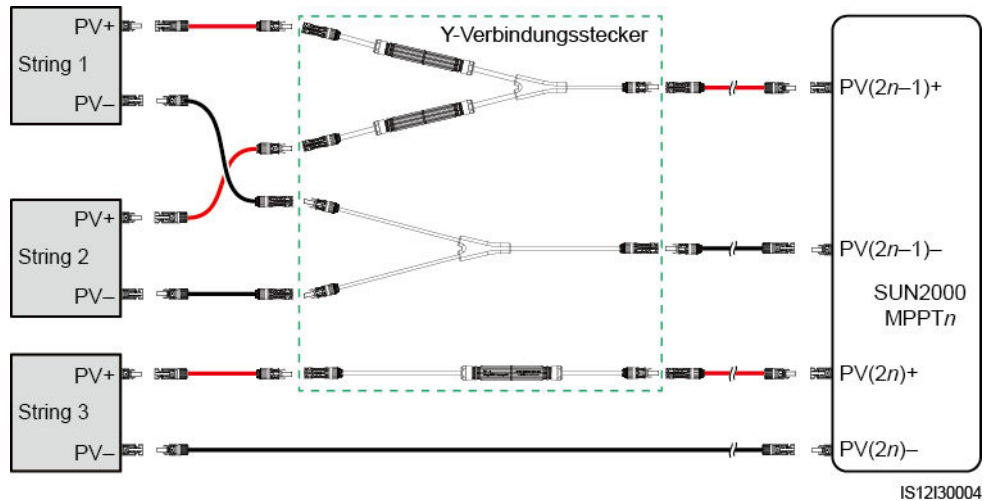 PV+
String 1
PV–
Y-Verbindungsstecker
PV(2n–1)+
PV+
String 2
PV–
PV(2n–1)–
SUN2000
MPPTn
PV+
String 3
PV–
PV(2n)+
PV(2n)–
IS12I30004